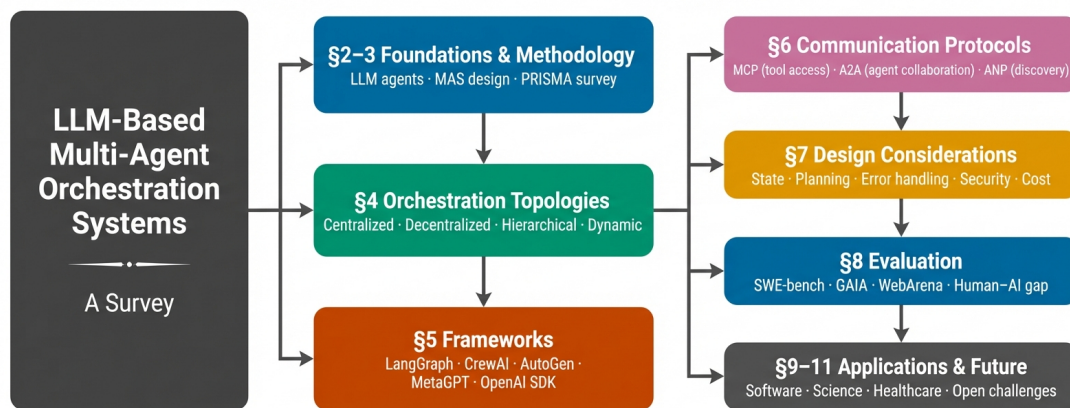 LLM-Based
Multi-Agent
Orchestration
Systems
A Survey
§2–3 Foundations & Methodology
LLM agents · MAS design · PRISMA survey
§4 Orchestration Topologies
Centralized · Decentralized · Hierarchical · Dynamic
§5 Frameworks
LangGraph · CrewAI · AutoGen ·
MetaGPT · OpenAI SDK
§6 Communication Protocols
MCP (tool access) · A2A (agent collaboration) · ANP (discovery)
§7 Design Considerations
State · Planning · Error handling · Security · Cost
§8 Evaluation
SWE-bench · GAIA · WebArena · Human–AI gap
§9–11 Applications & Future
Software · Science · Healthcare · Open challenges